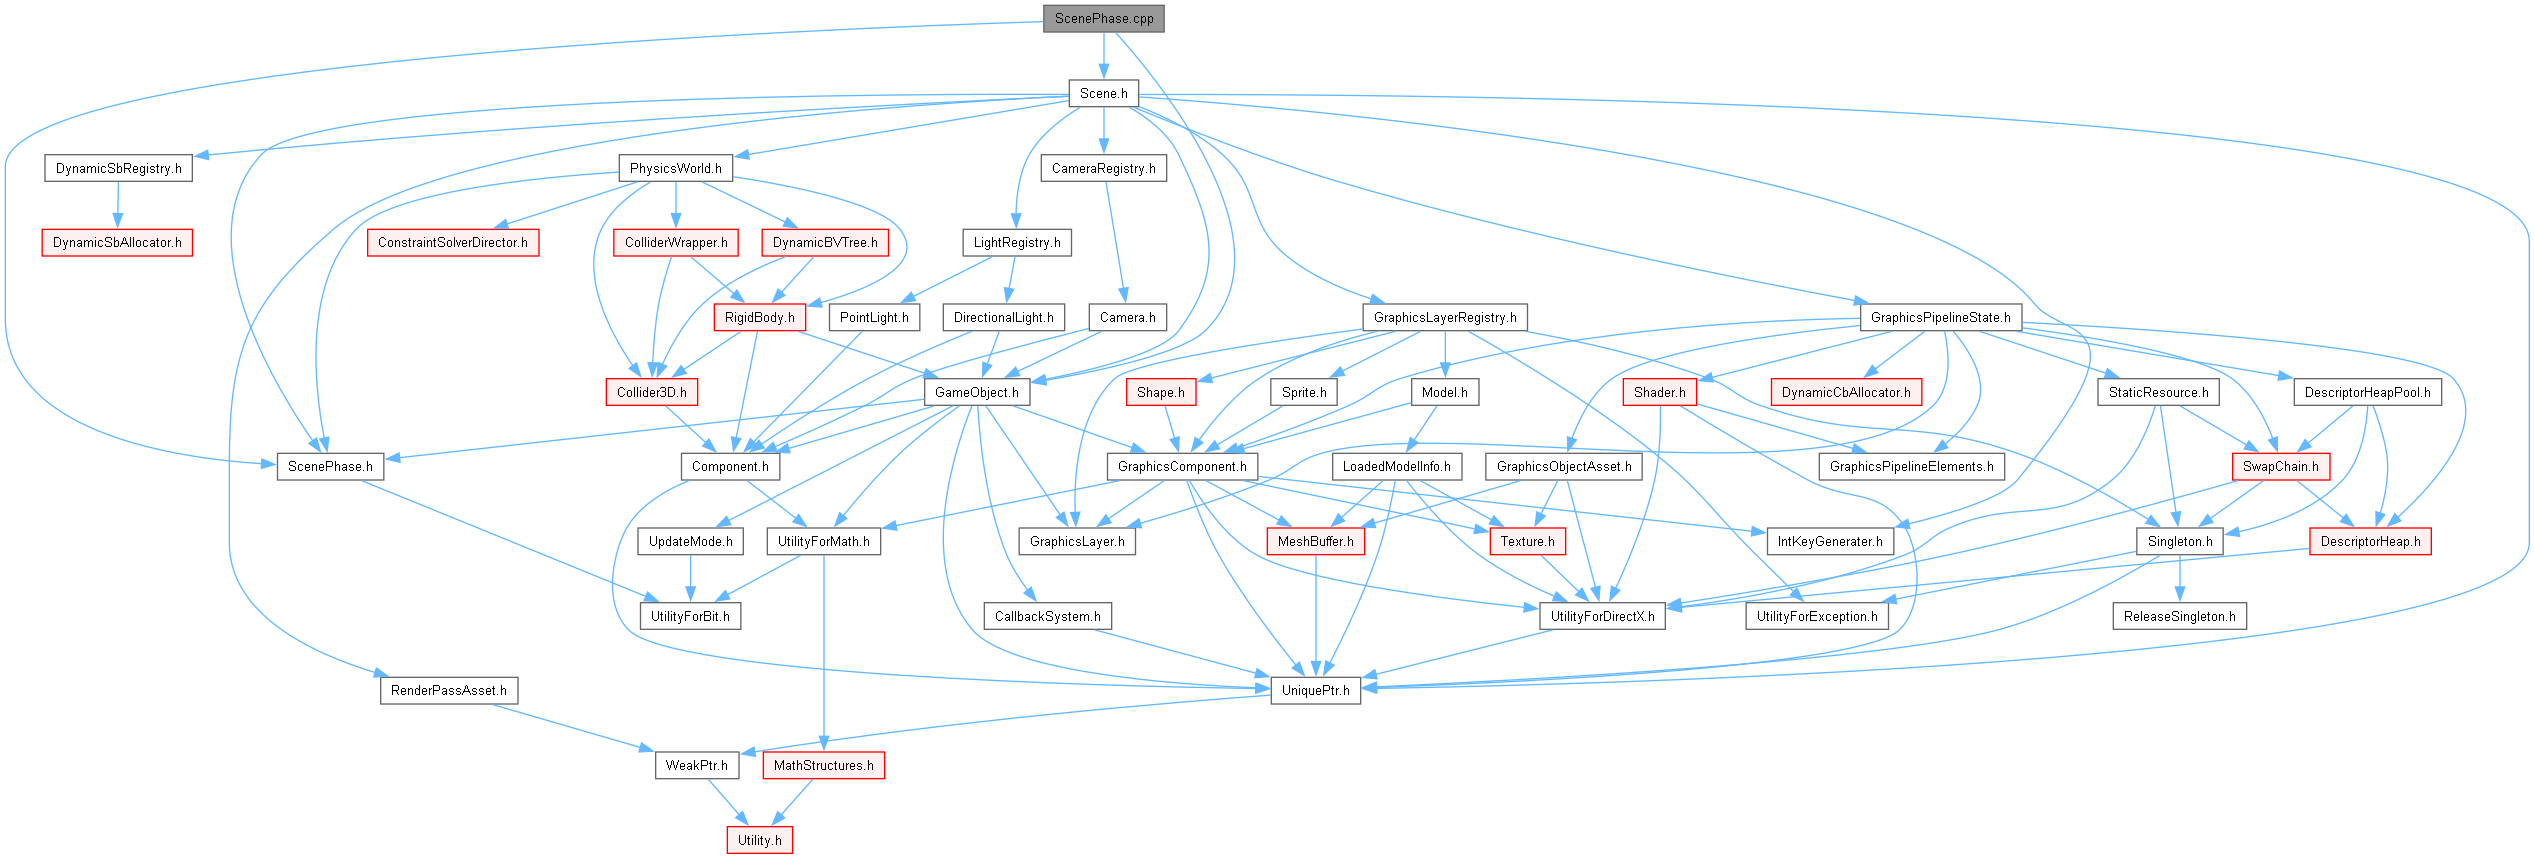 ScenePhase.cpp
Scene.h
DynamicSbRegistry.h
PhysicsWorld.h
CameraRegistry.h
DynamicSbAllocator.h
ConstraintSolverDirector.h
ColliderWrapper.h
DynamicBVTree.h
LightRegistry.h
RigidBody.h
PointLight.h
DirectionalLight.h
Camera.h
GraphicsLayerRegistry.h
GraphicsPipelineState.h
Collider3D.h
GameObject.h
Shape.h
Sprite.h
Model.h
Shader.h
DynamicCbAllocator.h
StaticResource.h
DescriptorHeapPool.h
ScenePhase.h
Component.h
GraphicsComponent.h
LoadedModelInfo.h
GraphicsObjectAsset.h
GraphicsPipelineElements.h
SwapChain.h
UpdateMode.h
UtilityForMath.h
GraphicsLayer.h
MeshBuffer.h
Texture.h
IntKeyGenerater.h
Singleton.h
DescriptorHeap.h
UtilityForBit.h
CallbackSystem.h
UtilityForDirectX.h
UtilityForException.h
ReleaseSingleton.h
RenderPassAsset.h
UniquePtr.h
WeakPtr.h
MathStructures.h
Utility.h